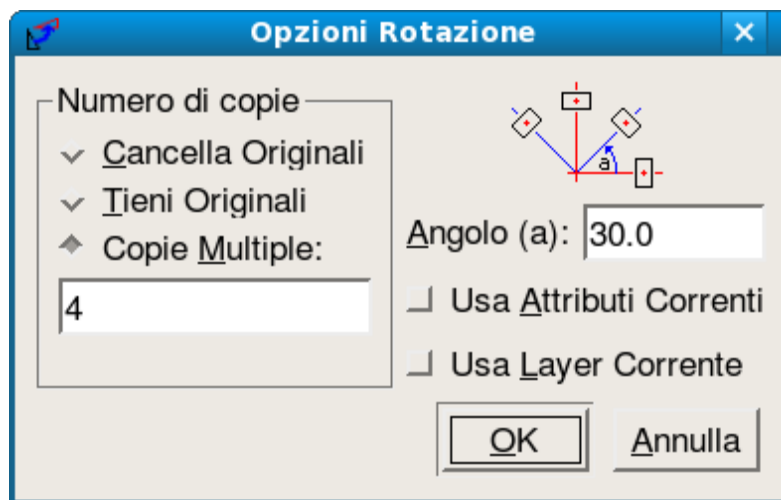 Opzioni Rotazione
Numero di copie
Cancella Originali
Tieni Originali
Copie Multiple:
4
a
Angolo (a): 30.0
Usa Attributi Correnti
Usa Layer Corrente
OK Annulla